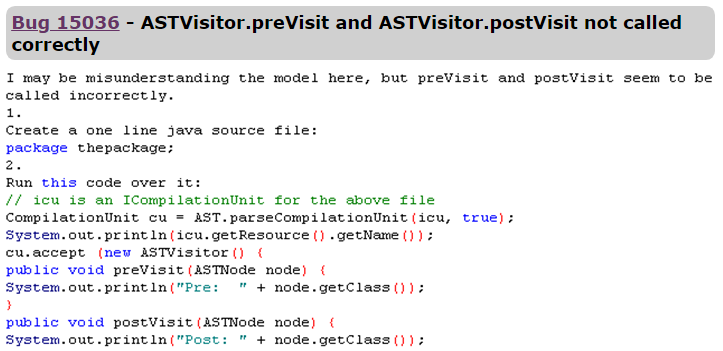 Bug 15036 - ASTVisitor.preVisit and ASTVisitor.postVisit not called
correctly
I may be misunderstanding the model here, but preVisit and postVisit seem to be
called incorrectly.
1.
Create a one line java source file:
package thepackage;
2.
Run this code over it:
// icu is an ICompilationUnit for the above file
CompilationUnit cu = AST.parseCompilationUnit(icu, true);
System.out.println(icu.getResource().getName());
cu.accept (new ASTVisitor() {
public void preVisit(ASTNode node) {
System.out.println("Pre:  " + node.getClass());
}
public void postVisit(ASTNode node) {
System.out.println("Post: " + node.getClass());